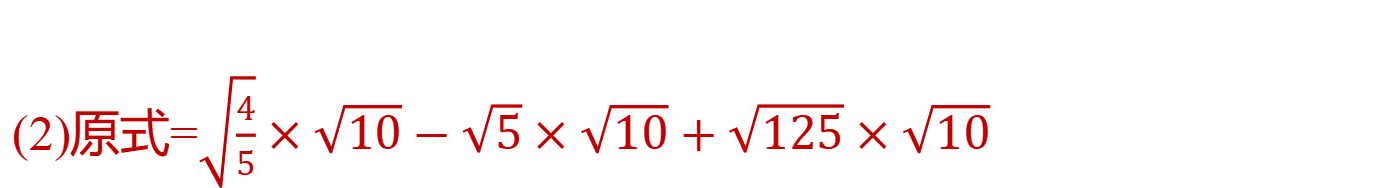 (2)原式=√(4/5) × √10 − √5 × √10 + √125 × √10